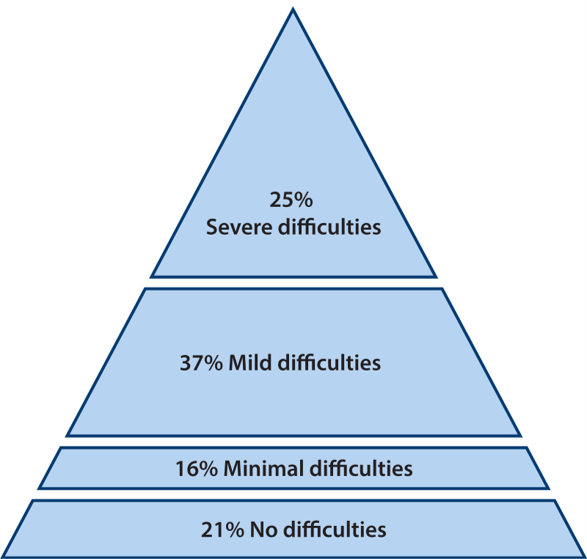 25%
Severe difficulties
37% Mild difficulties
16% Minimal difficulties
21% No difficulties